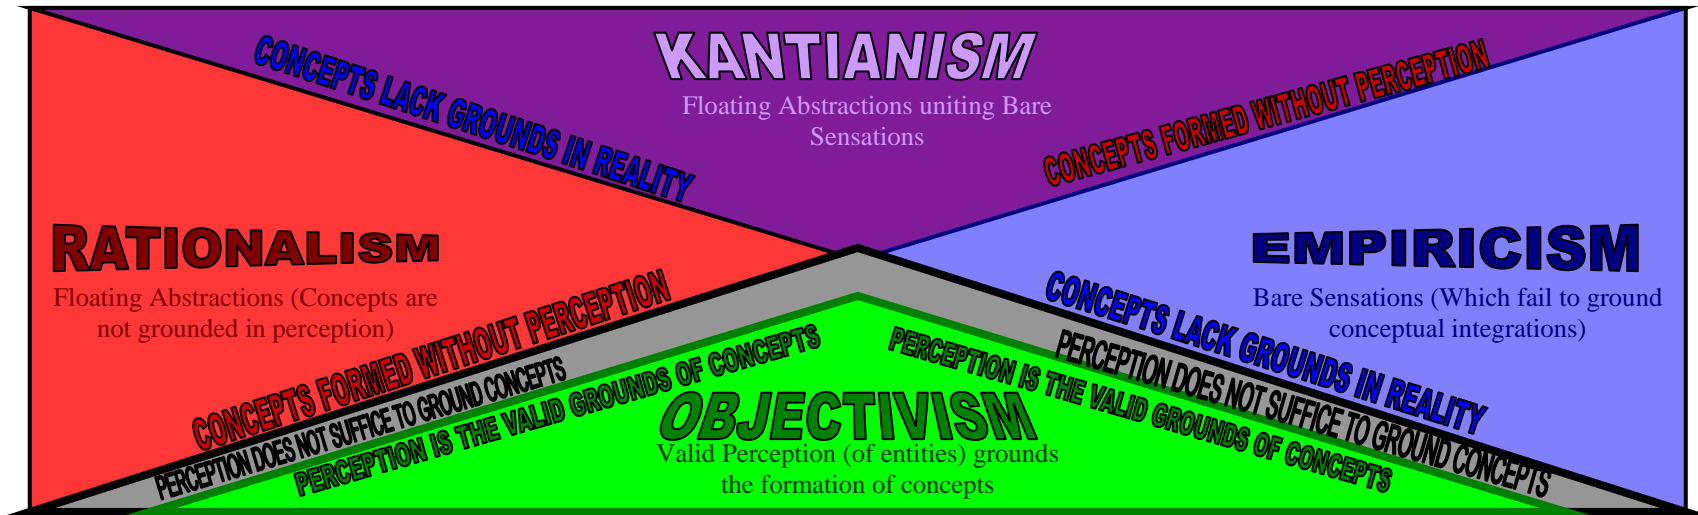 KANTIANISM
Floating Abstractions uniting Bare
Sensations
CONCEPTS LACK GROUNDS IN REALITY
CONCEPTS FORMED WITHOUT PERCEPTION
RATIONALISM
Floating Abstractions (Concepts are
not grounded in perception)
CONCEPTS FORMED WITHOUT PERCEPTION
PERCEPTION DOES NOT SUFFICE TO GROUND CONCEPTS
PERCEPTION IS THE VALID GROUNDS OF CONCEPTS
EMPIRICISM
Bare Sensations (Which fail to ground
conceptual integrations)
CONCEPTS LACK GROUNDS IN REALITY
PERCEPTION DOES NOT SUFFICE TO GROUND CONCEPTS
PERCEPTION IS THE VALID GROUNDS OF CONCEPTS
OBJECTIVISM
Valid Perception (of entities) grounds
the formation of concepts